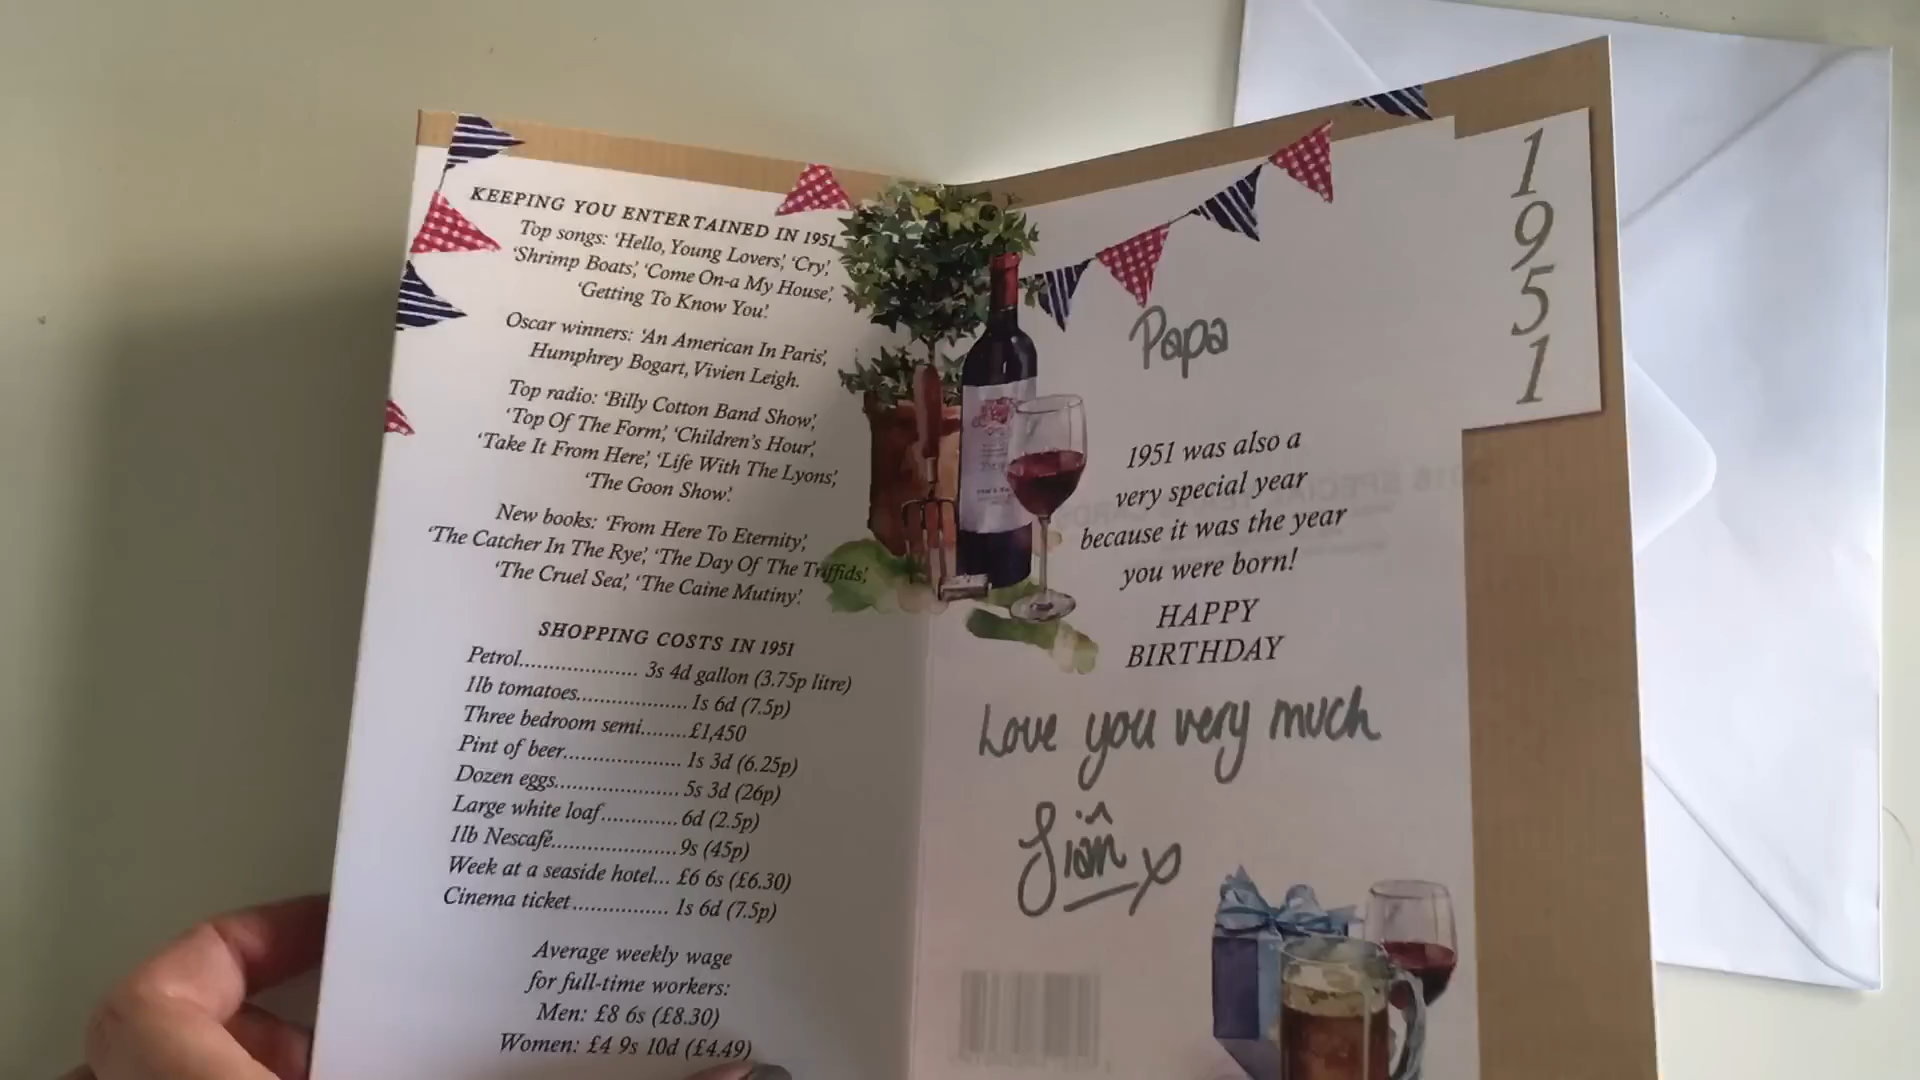 KEEPING YOU ENTERTAINED IN 1951
Top songs: 'Hello, Young Lovers', 'Cry',
'Shrimp Boats', 'Come On-a My House',
'Getting To Know You'.
Oscar winners: 'An American In Paris',
Humphrey Bogart, Vivien Leigh.
Top radio: 'Billy Cotton Band Show',
'Top Of The Form', 'Children's Hour',
'Take It From Here', 'Life With The Lyons',
'The Goon Show'.
New books: 'From Here To Eternity',
'The Catcher In The Rye', 'The Day Of The Triffids',
'The Cruel Sea', 'The Caine Mutiny'.
SHOPPING COSTS IN 1951
Petrol.................... 3s 4d gallon (3.75p litre)
1lb tomatoes................... 1s 6d (7.5p)
Three bedroom semi........£1,450
Pint of beer.................... 1s 3d (6.25p)
Dozen eggs..................... 5s 3d (26p)
Large white loaf............. 6d (2.5p)
1lb Nescafé.....................9s (45p)
Week at a seaside hotel... £6 6s (£6.30)
Cinema ticket................ 1s 6d (7.5p)
Average weekly wage
for full-time workers:
Men: £8 6s (£8.30)
Women: £4 9s 10d (£4.49)
1951
Papa
1951 was also a
very special year
because it was the year
you were born!
HAPPY
BIRTHDAY
Love you very much
Siân x